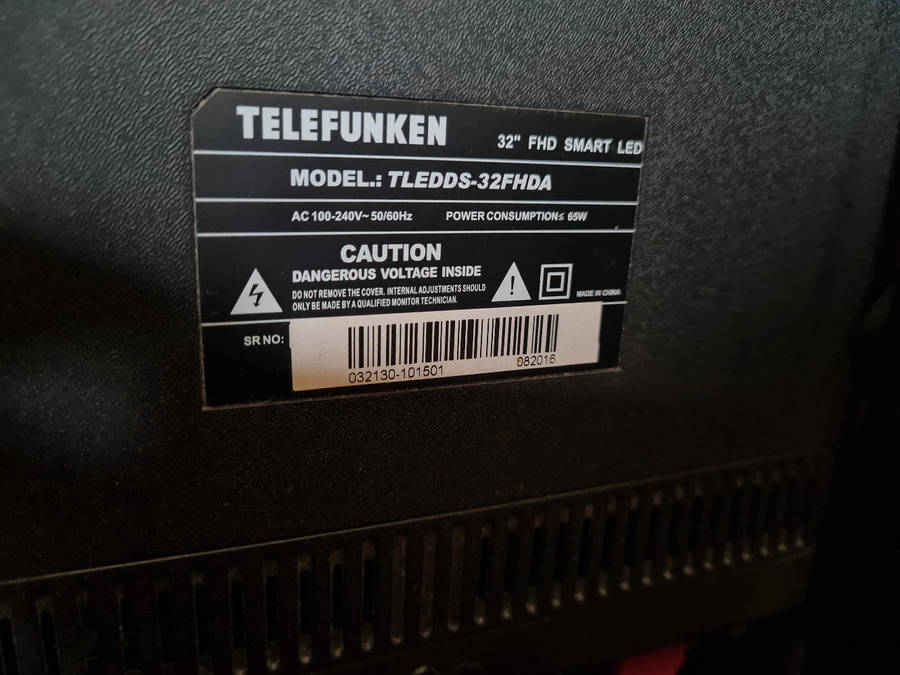 TELEFUNKEN
32" FHD SMART LED
MODEL.: TLEDDS-32FHDA
AC 100-240V~ 50/60Hz POWER CONSUMPTION≤ 65W
CAUTION
DANGEROUS VOLTAGE INSIDE
DO NOT REMOVE THE COVER. INTERNAL ADJUSTMENTS SHOULD
ONLY BE MADE BY A QUALIFIED MONITOR TECHNICIAN.
MADE IN CHINA
SR NO:
032130-101501 082016